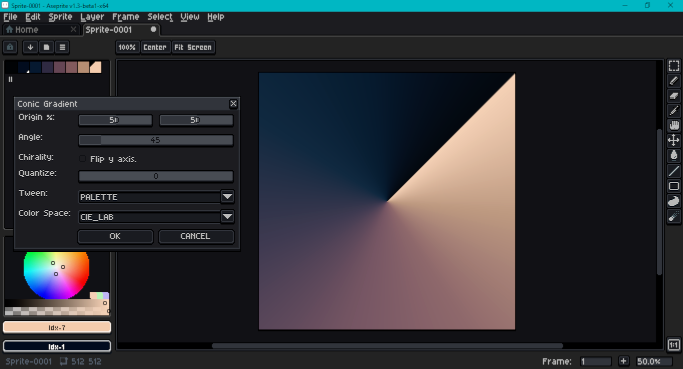 Sprite-0001 - Aseprite v1.3-beta1-x64
File Edit Sprite Layer Frame Select View Help
Home Sprite-0001
100% Center Fit Screen
Conic Gradient
Origin %: 50 50
Angle: 45
Chirality: Flip y axis.
Quantize: 0
Tween: PALETTE
Color Space: CIE_LAB
OK CANCEL
Idx-7
Idx-1
Sprite-0001 512 512 Frame: 1 + 50.0%
1:1